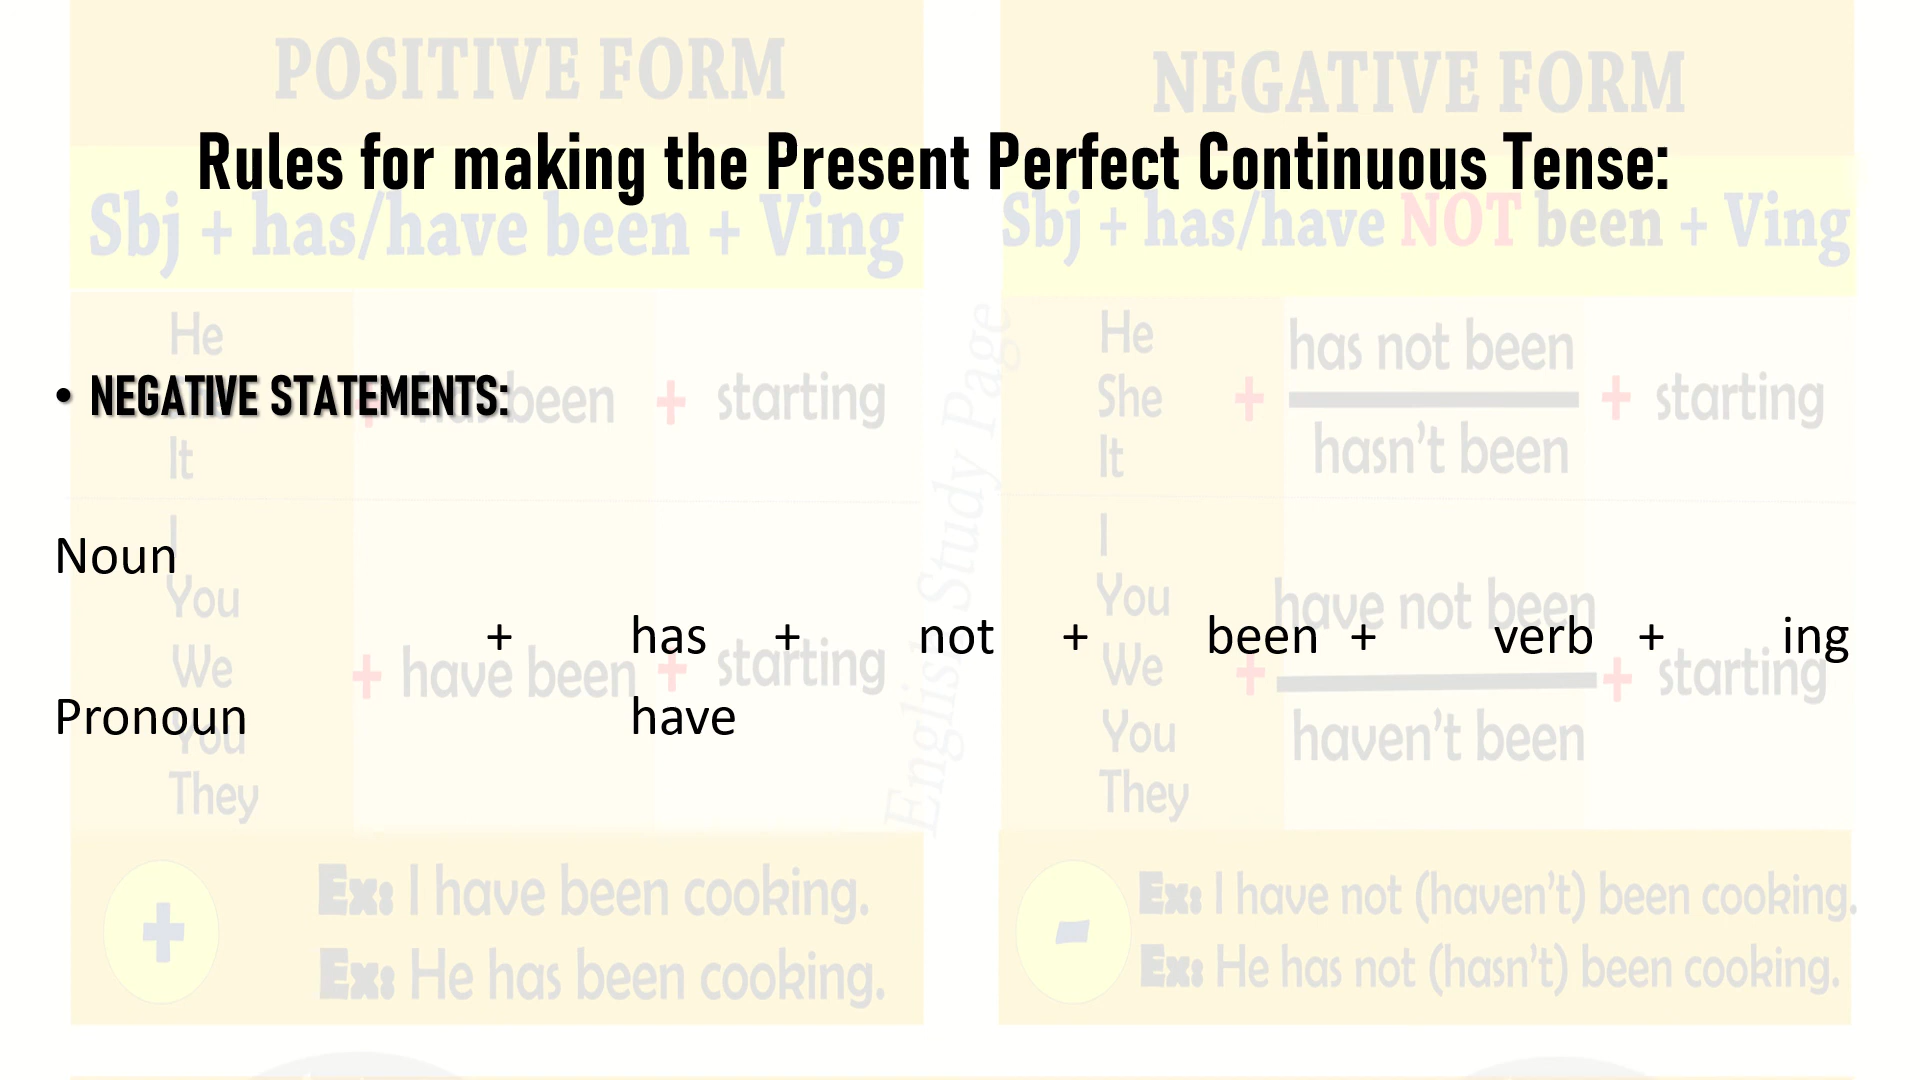 POSITIVE FORM
NEGATIVE FORM
Rules for making the Present Perfect Continuous Tense:
Sbj + has/have been + Ving
Sbj + has/have NOT been + Ving
• NEGATIVE STATEMENTS:
He
It
+ been + starting
He
She
It
+ has not been
hasn't been
+ starting
Noun
+ has + not + been + verb + ing
Pronoun have
I
You
We
You
They
+ have been + starting
I
You
We
You
They
+ have not been
haven't been
+ starting
English Study Page
+ Ex: I have been cooking.
Ex: He has been cooking.
- Ex: I have not (haven't) been cooking.
Ex: He has not (hasn't) been cooking.